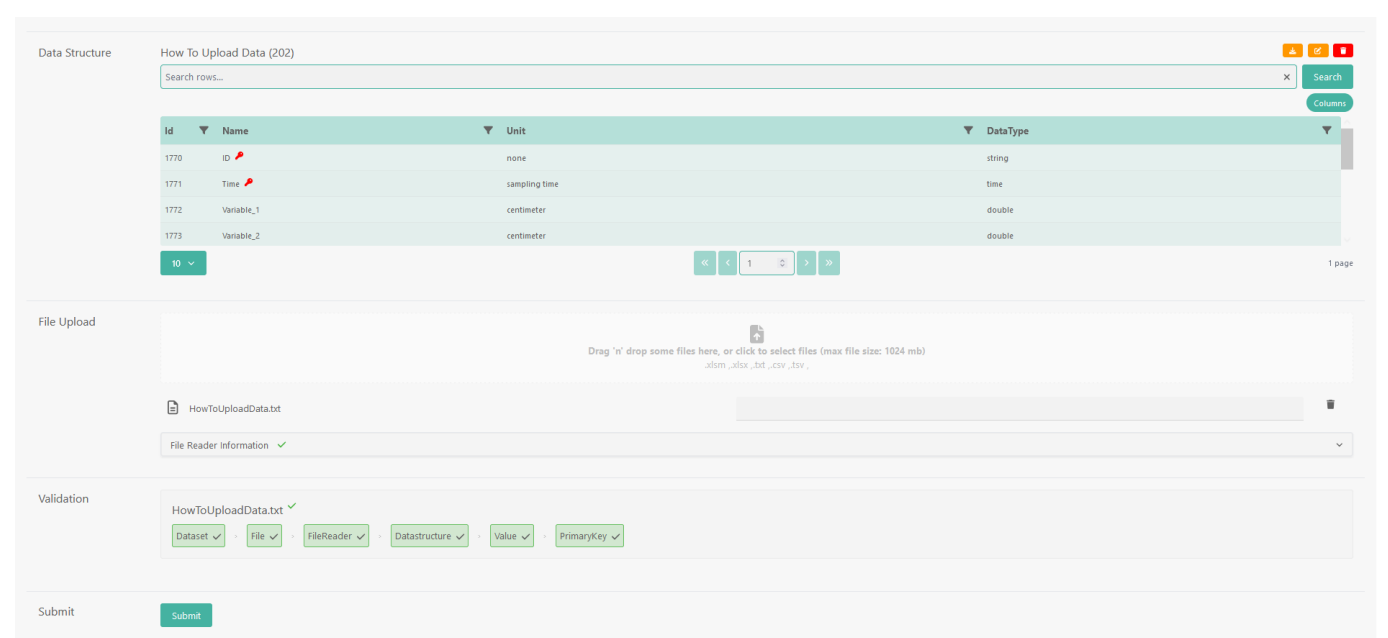 Data Structure
How To Upload Data (202)
Search rows...
Search
Columns
Id Name Unit DataType
1770 ID none string
1771 Time sampling time time
1772 Variable_1 centimeter double
1773 Variable_2 centimeter double
10
« ‹ 1 › »
1 page
File Upload
Drag 'n' drop some files here, or click to select files (max file size: 1024 mb)
.xlsm ,.xlsx ,.txt ,.csv ,.tsv ,
HowToUploadData.txt
File Reader Information
Validation
HowToUploadData.txt
Dataset File FileReader Datastructure Value PrimaryKey
Submit
Submit